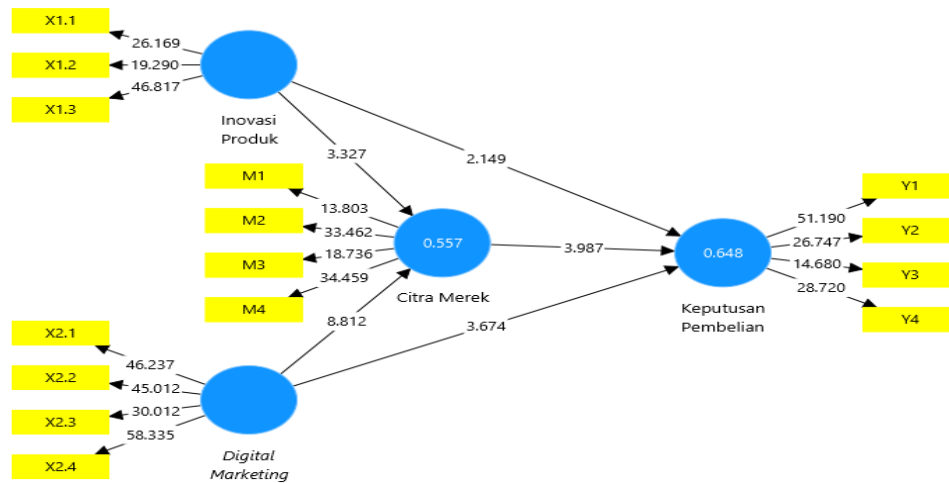 X1.1
26.169
X1.2
19.290
X1.3
46.817
Inovasi
Produk
3.327
2.149
M1
13.803
M2
33.462
M3
18.736
M4
34.459
0.557
Citra Merek
3.987
8.812
3.674
0.648
Keputusan
Pembelian
Y1
51.190
Y2
26.747
Y3
14.680
Y4
28.720
X2.1
46.237
X2.2
45.012
X2.3
30.012
X2.4
58.335
Digital
Marketing